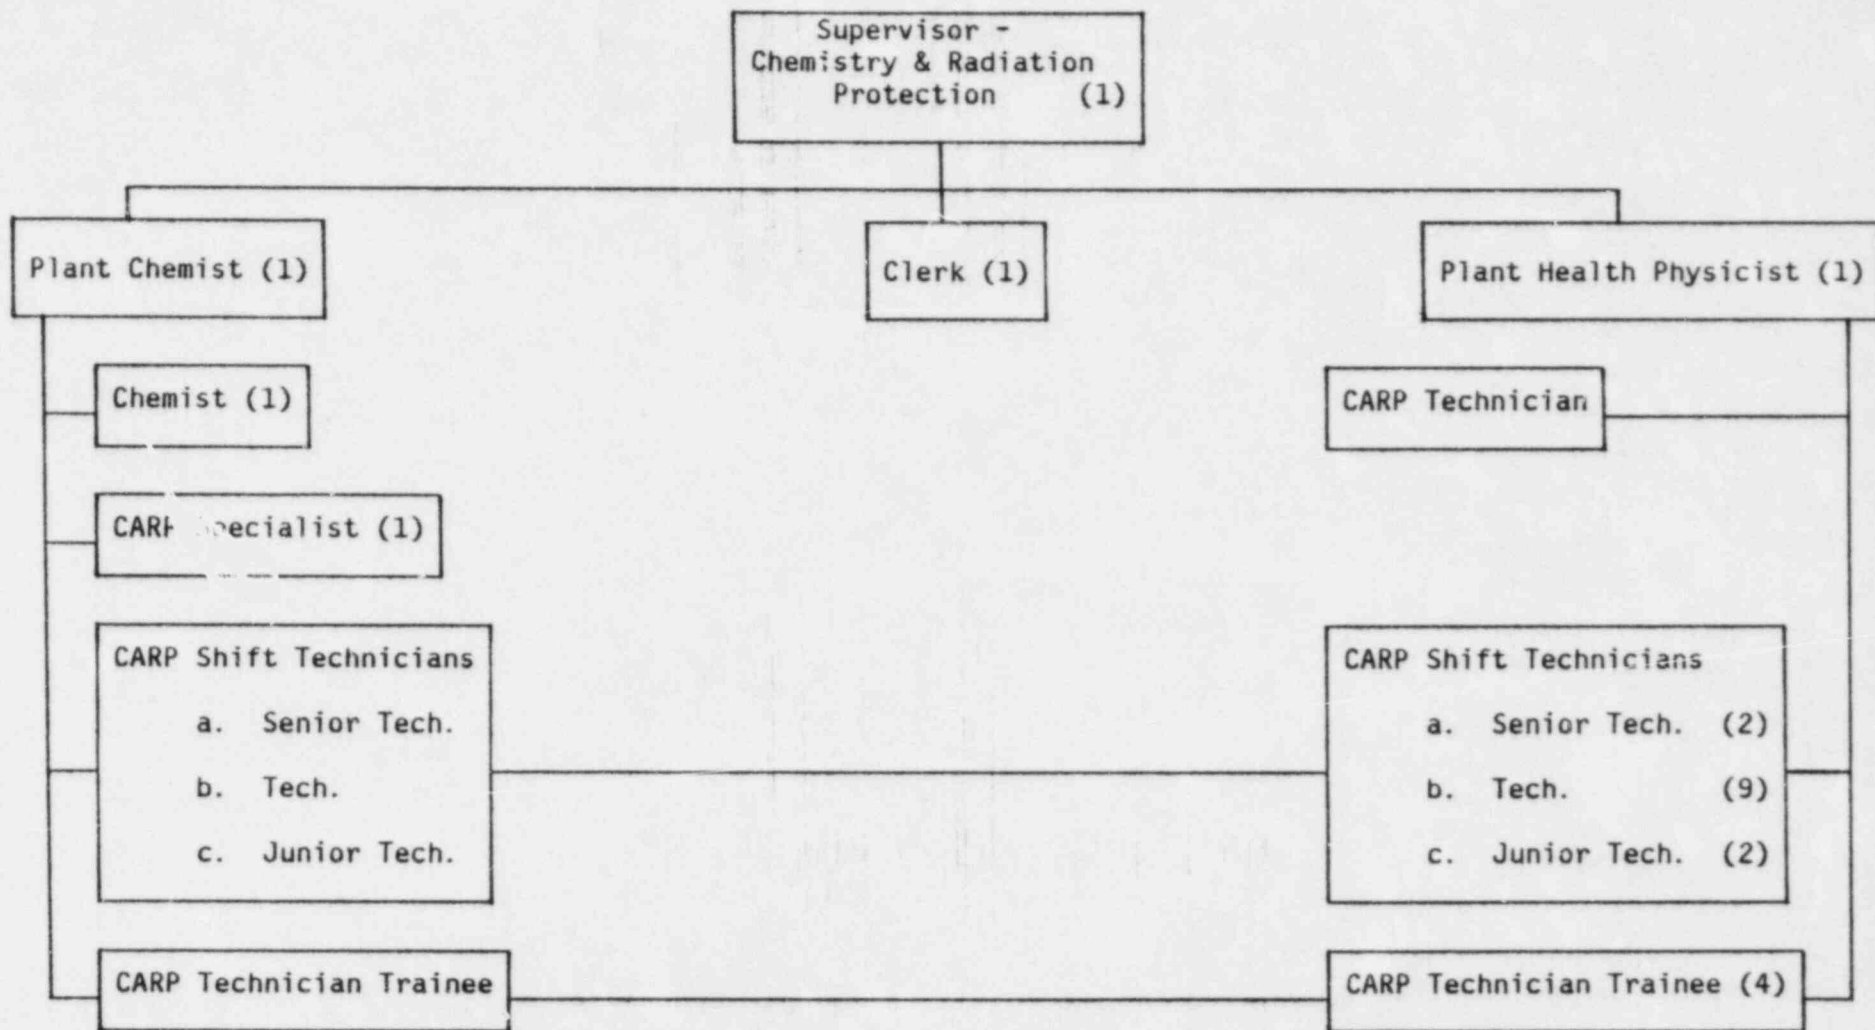 Supervisor -
Chemistry & Radiation
Protection (1)
Plant Chemist (1)
Clerk (1)
Plant Health Physicist (1)
Chemist (1)
CARP Technician
(1)
CARP Shift Technicians
a. Senior Tech.
b. Tech.
c. Junior Tech.
CARP Shift Technicians
a. Senior Tech. (2)
b. Tech. (9)
c. Junior Tech. (2)
CARP Technician Trainee
CARP Technician Trainee (4)